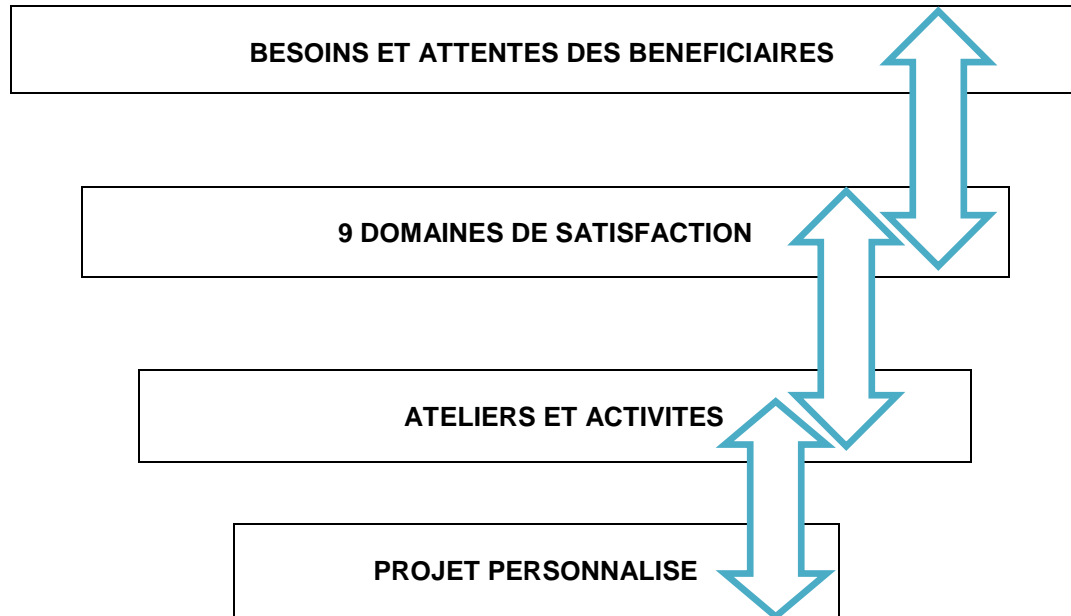 BESOINS ET ATTENTES DES BENEFICIAIRES
9 DOMAINES DE SATISFACTION
ATELIERS ET ACTIVITES
PROJET PERSONNALISE